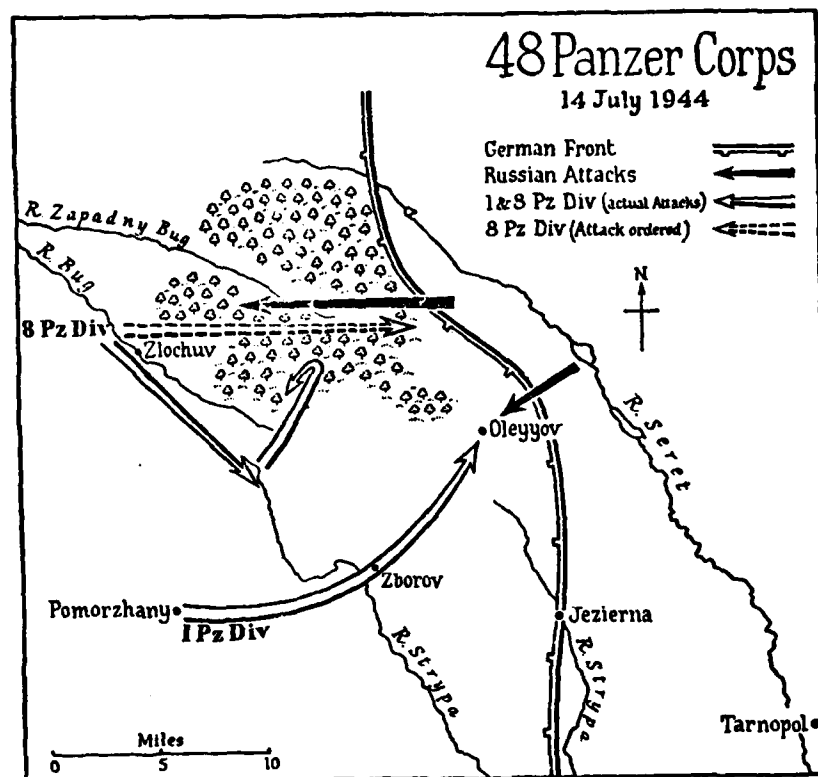 48 Panzer Corps
14 July 1944
German Front
Russian Attacks
1 & 8 Pz Div (actual Attacks)
8 Pz Div (Attack ordered)
N
R. Zapadny Bug
R. Bug
8 Pz Div
Zlochuv
Oleyyov
R. Seret
Zborov
Pomorzhany
1 Pz Div
Jezierna
R. Strypa
R. Strypa
Tarnopol
Miles
0 5 10